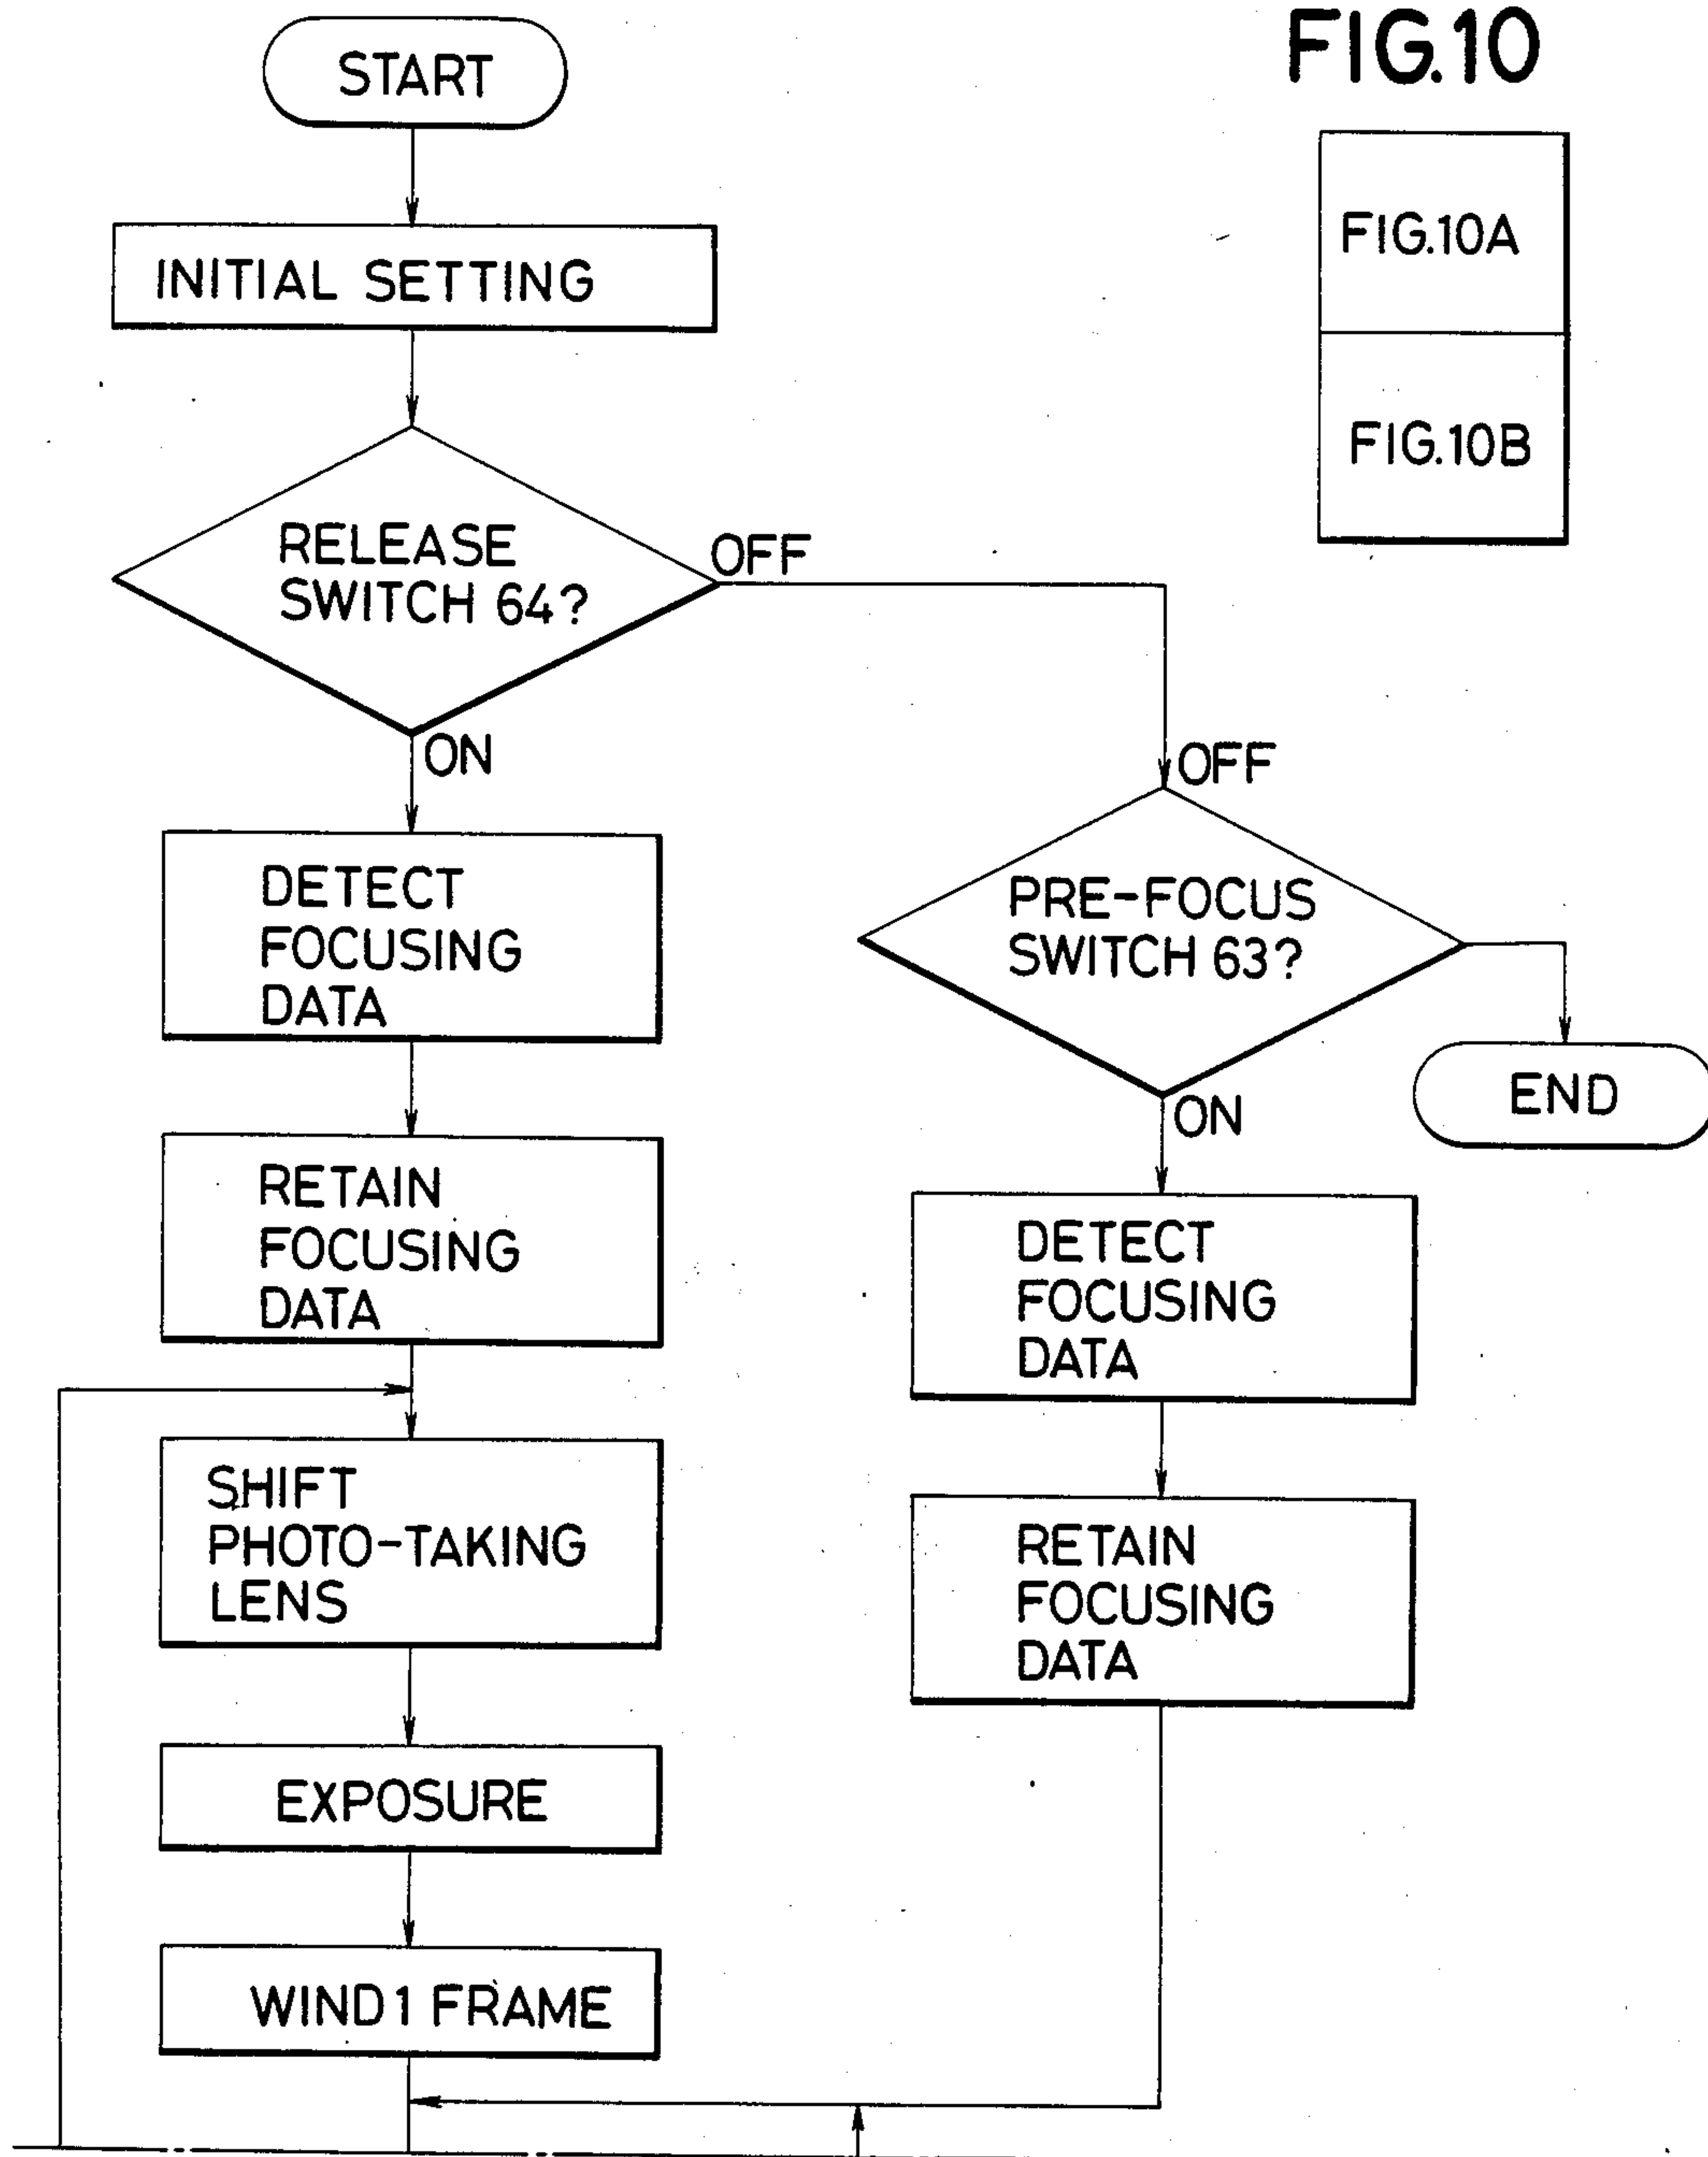 FIG.10
START
FIG.10A
INITIAL SETTING
FIG.10B
RELEASE
SWITCH 64?
OFF
ON
OFF
DETECT
FOCUSING
DATA
PRE-FOCUS
SWITCH 63?
END
ON
RETAIN
FOCUSING
DATA
DETECT
FOCUSING
DATA
SHIFT
PHOTO-TAKING
LENS
RETAIN
FOCUSING
DATA
EXPOSURE
WIND 1 FRAME